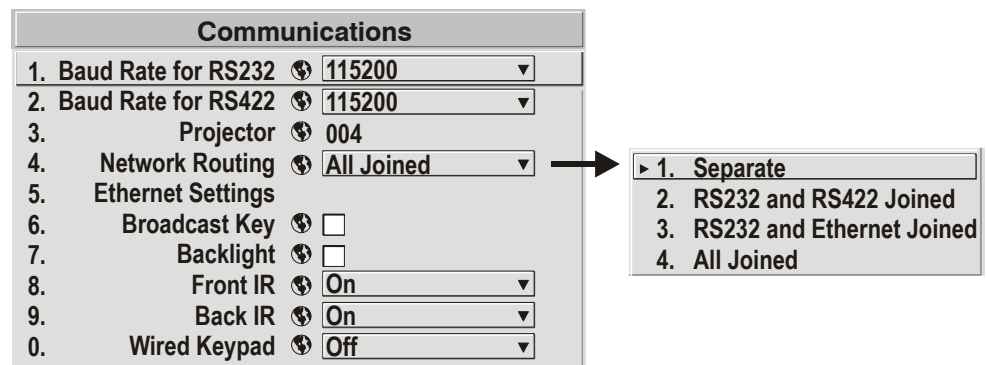 Communications
1. Baud Rate for RS232 115200
2. Baud Rate for RS422 115200
3. Projector 004
4. Network Routing All Joined
5. Ethernet Settings
6. Broadcast Key
7. Backlight
8. Front IR On
9. Back IR On
0. Wired Keypad Off
1. Separate
2. RS232 and RS422 Joined
3. RS232 and Ethernet Joined
4. All Joined